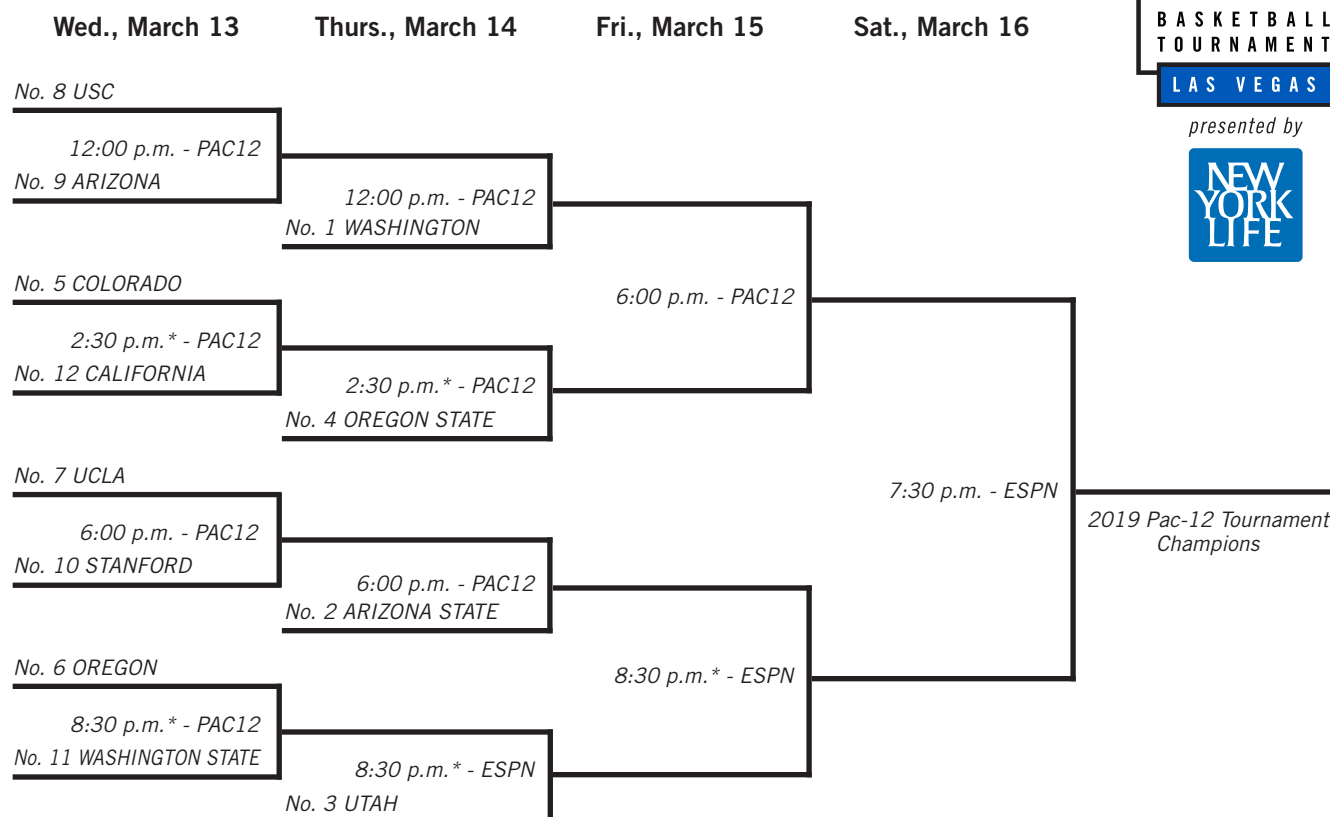 Wed., March 13
Thurs., March 14
Fri., March 15
Sat., March 16
BASKETBALL
TOURNAMENT
LAS VEGAS
presented by
NEW
YORK
LIFE
No. 8 USC
12:00 p.m. - PAC12
No. 9 ARIZONA
12:00 p.m. - PAC12
No. 1 WASHINGTON
No. 5 COLORADO
2:30 p.m.* - PAC12
No. 12 CALIFORNIA
2:30 p.m.* - PAC12
No. 4 OREGON STATE
6:00 p.m. - PAC12
No. 7 UCLA
6:00 p.m. - PAC12
No. 10 STANFORD
6:00 p.m. - PAC12
No. 2 ARIZONA STATE
No. 6 OREGON
8:30 p.m.* - PAC12
No. 11 WASHINGTON STATE
8:30 p.m.* - ESPN
No. 3 UTAH
8:30 p.m.* - ESPN
7:30 p.m. - ESPN
2019 Pac-12 Tournament
Champions